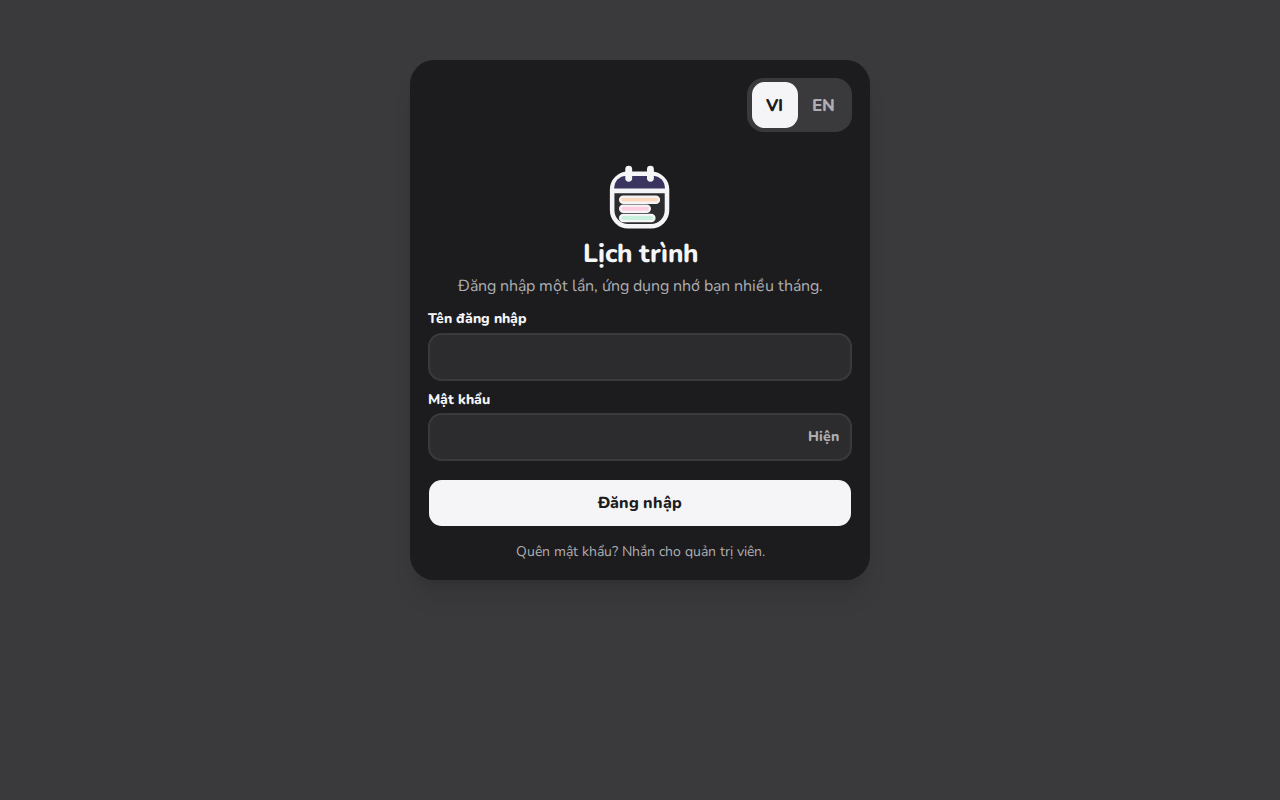 VI EN
Lịch trình
Đăng nhập một lần, ứng dụng nhớ bạn nhiều tháng.
Tên đăng nhập
Mật khẩu
Hiện
Đăng nhập
Quên mật khẩu? Nhắn cho quản trị viên.